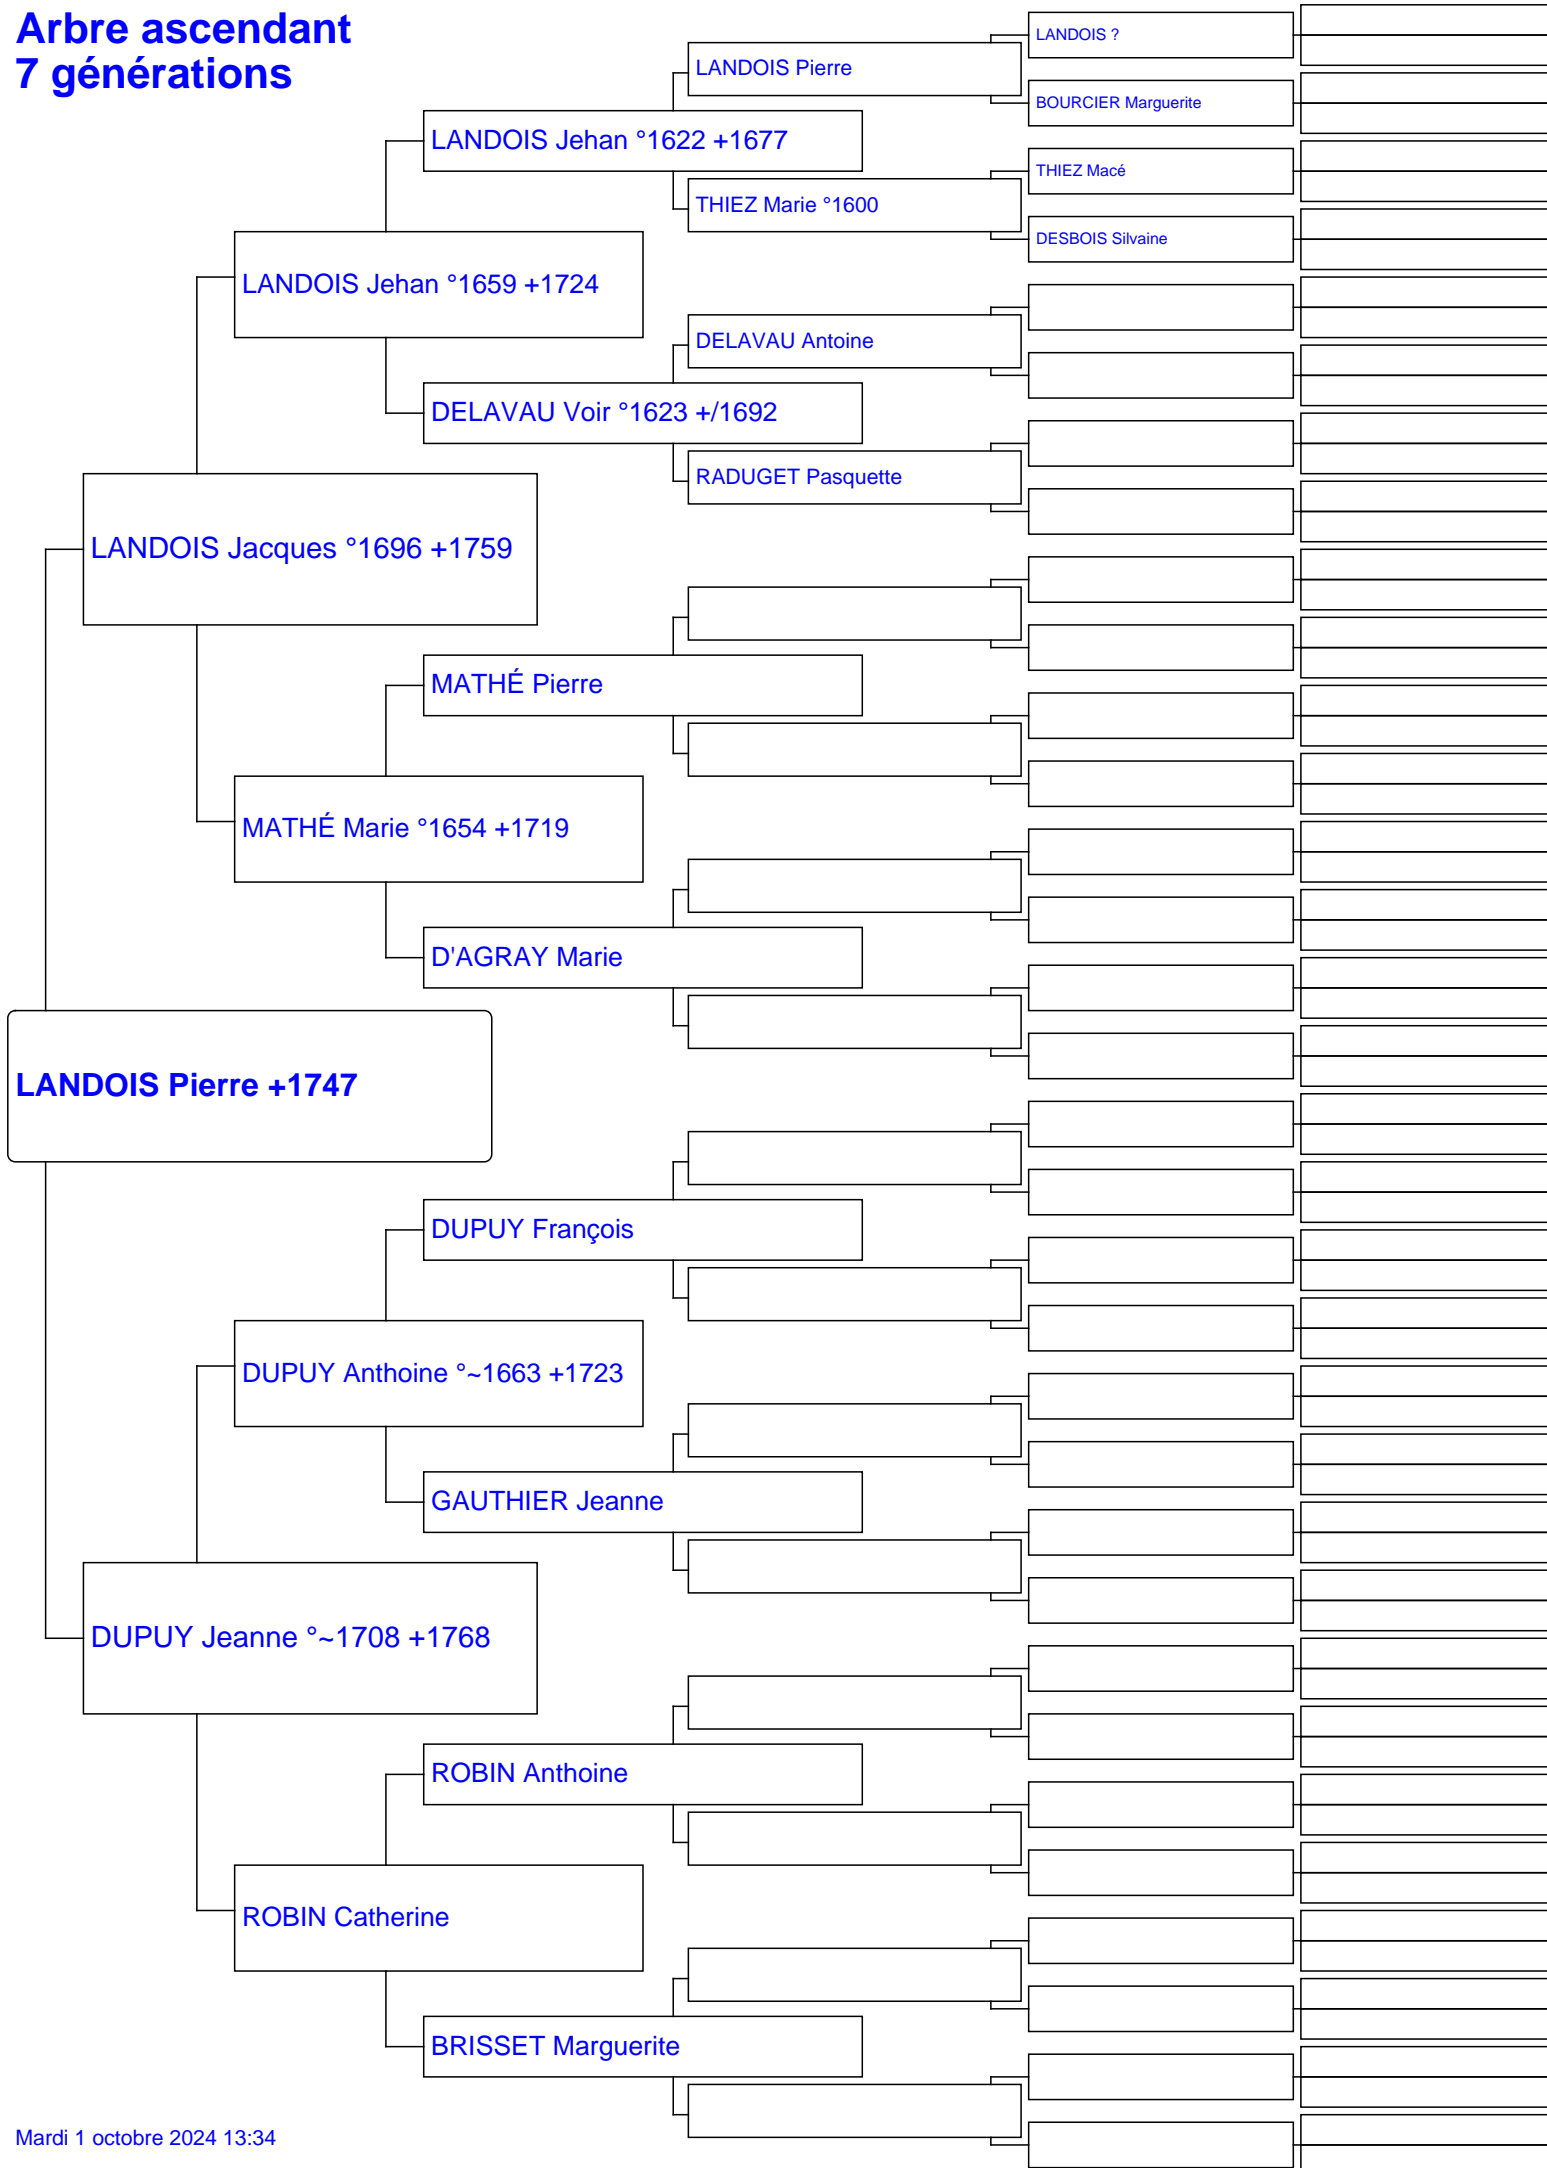 Arbre ascendant
7 générations
LANDOIS ?
LANDOIS Pierre
BOURCIER Marguerite
LANDOIS Jehan °1622 +1677
THIEZ Macé
THIEZ Marie °1600
DESBOIS Silvaine
LANDOIS Jehan °1659 +1724
DELAVAU Antoine
DELAVAU Voir °1623 +/1692
RADUGET Pasquette
LANDOIS Jacques °1696 +1759
MATHÉ Pierre
MATHÉ Marie °1654 +1719
D'AGRAY Marie
LANDOIS Pierre +1747
DUPUY François
DUPUY Anthoine °~1663 +1723
GAUTHIER Jeanne
DUPUY Jeanne °~1708 +1768
ROBIN Anthoine
ROBIN Catherine
BRISSET Marguerite
Mardi 1 octobre 2024 13:34